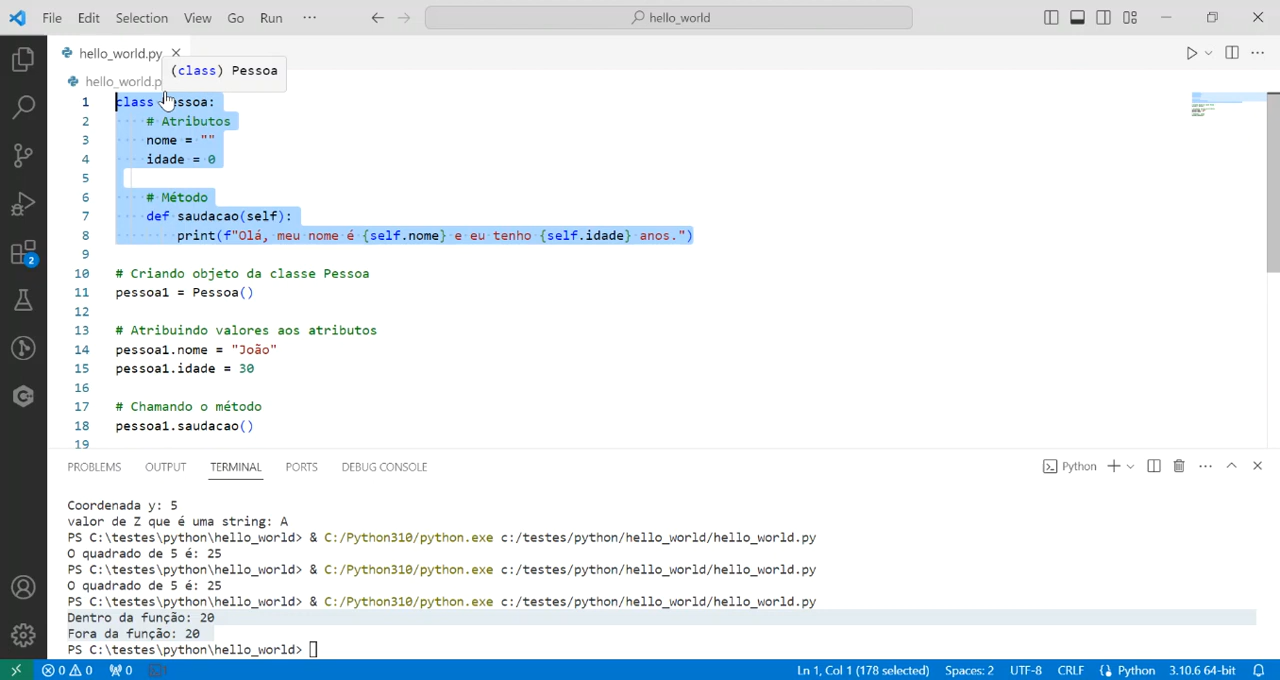 File Edit Selection View Go Run ··· hello_world
hello_world.py
(class) Pessoa
hello_world.p
1 class Pessoa:
2 # Atributos
3 nome = ""
4 idade = 0
5
6 # Método
7 def saudacao(self):
8 print(f"Olá, meu nome é {self.nome} e eu tenho {self.idade} anos.")
9
10 # Criando objeto da classe Pessoa
11 pessoa1 = Pessoa()
12
13 # Atribuindo valores aos atributos
14 pessoa1.nome = "João"
15 pessoa1.idade = 30
16
17 # Chamando o método
18 pessoa1.saudacao()
19
2
PROBLEMS OUTPUT TERMINAL PORTS DEBUG CONSOLE Python
Coordenada y: 5
valor de Z que é uma string: A
PS C:\testes\python\hello_world> & C:/Python310/python.exe c:/testes/python/hello_world/hello_world.py
O quadrado de 5 é: 25
PS C:\testes\python\hello_world> & C:/Python310/python.exe c:/testes/python/hello_world/hello_world.py
O quadrado de 5 é: 25
PS C:\testes\python\hello_world> & C:/Python310/python.exe c:/testes/python/hello_world/hello_world.py
Dentro da função: 20
Fora da função: 20
PS C:\testes\python\hello_world>
0 0 0 Ln 1, Col 1 (178 selected) Spaces: 2 UTF-8 CRLF Python 3.10.6 64-bit